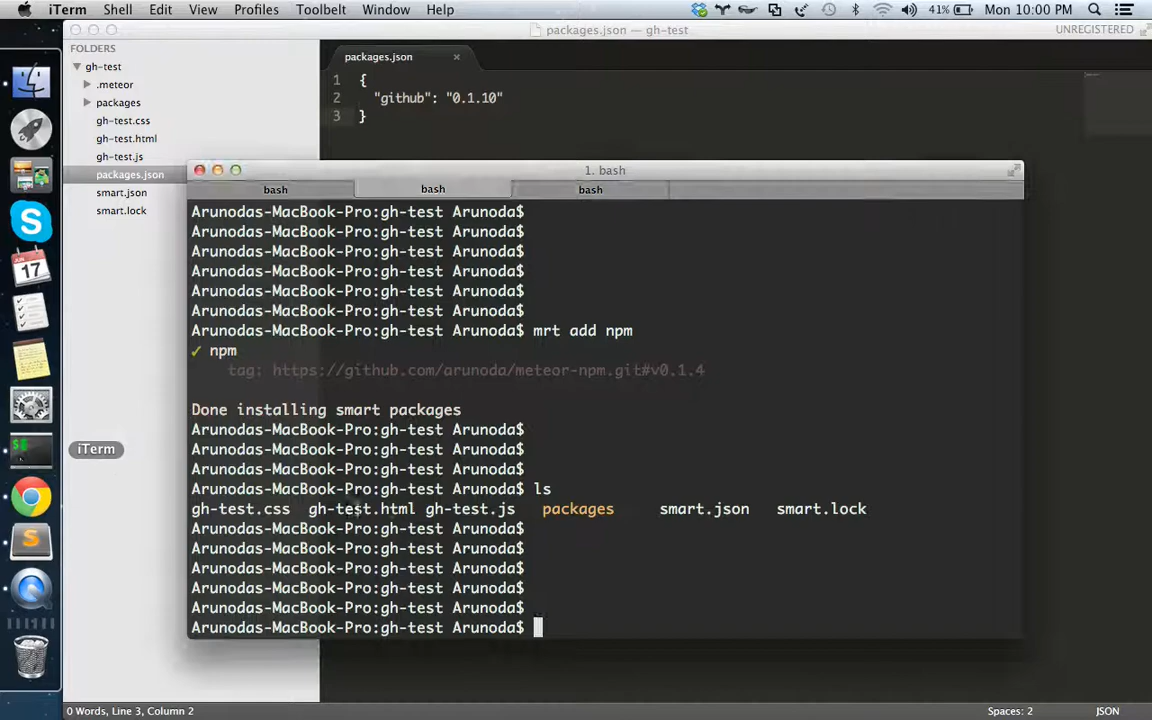 iTerm Shell Edit View Profiles Toolbelt Window Help 41% Mon 10:00 PM
packages.json — gh-test UNREGISTERED
FOLDERS
gh-test
.meteor
packages
gh-test.css
gh-test.html
gh-test.js
packages.json
smart.json
smart.lock
packages.json
1 {
2 "github": "0.1.10"
3 }
1. bash
bash bash bash
Arunodas-MacBook-Pro:gh-test Arunoda$
Arunodas-MacBook-Pro:gh-test Arunoda$
Arunodas-MacBook-Pro:gh-test Arunoda$
Arunodas-MacBook-Pro:gh-test Arunoda$
Arunodas-MacBook-Pro:gh-test Arunoda$
Arunodas-MacBook-Pro:gh-test Arunoda$
Arunodas-MacBook-Pro:gh-test Arunoda$ mrt add npm
✓ npm
tag: https://github.com/arunoda/meteor-npm.git#v0.1.4
Done installing smart packages
Arunodas-MacBook-Pro:gh-test Arunoda$
Arunodas-MacBook-Pro:gh-test Arunoda$
Arunodas-MacBook-Pro:gh-test Arunoda$
Arunodas-MacBook-Pro:gh-test Arunoda$ ls
gh-test.css gh-test.html gh-test.js packages smart.json smart.lock
Arunodas-MacBook-Pro:gh-test Arunoda$
Arunodas-MacBook-Pro:gh-test Arunoda$
Arunodas-MacBook-Pro:gh-test Arunoda$
Arunodas-MacBook-Pro:gh-test Arunoda$
Arunodas-MacBook-Pro:gh-test Arunoda$
Arunodas-MacBook-Pro:gh-test Arunoda$
17
iTerm
0 Words, Line 3, Column 2 Spaces: 2 JSON